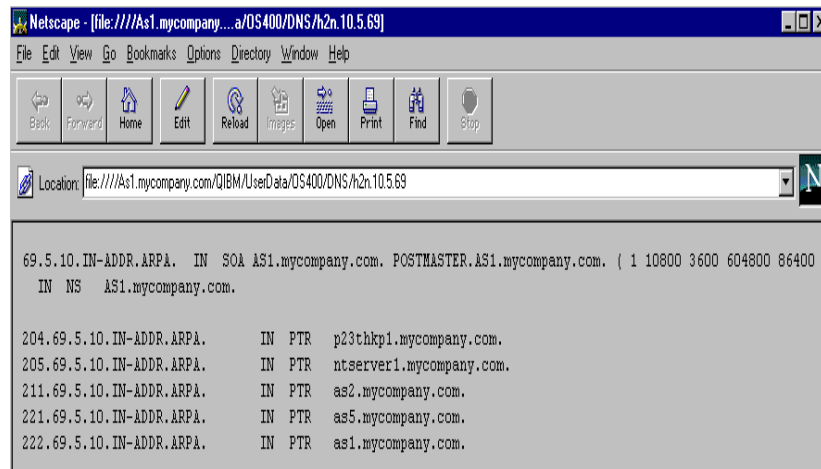 Netscape - [file:////As1.mycompany....a/OS400/DNS/h2n.10.5.69]
File Edit View Go Bookmarks Options Directory Window Help
Back Forward Home Edit Reload Images Open Print Find Stop
Location: file:////As1.mycompany.com/QIBM/UserData/OS400/DNS/h2n.10.5.69
N
69.5.10.IN-ADDR.ARPA. IN SOA AS1.mycompany.com. POSTMASTER.AS1.mycompany.com. ( 1 10800 3600 604800 86400
IN NS AS1.mycompany.com.
204.69.5.10.IN-ADDR.ARPA. IN PTR p23thkp1.mycompany.com.
205.69.5.10.IN-ADDR.ARPA. IN PTR ntserver1.mycompany.com.
211.69.5.10.IN-ADDR.ARPA. IN PTR as2.mycompany.com.
221.69.5.10.IN-ADDR.ARPA. IN PTR as5.mycompany.com.
222.69.5.10.IN-ADDR.ARPA. IN PTR as1.mycompany.com.